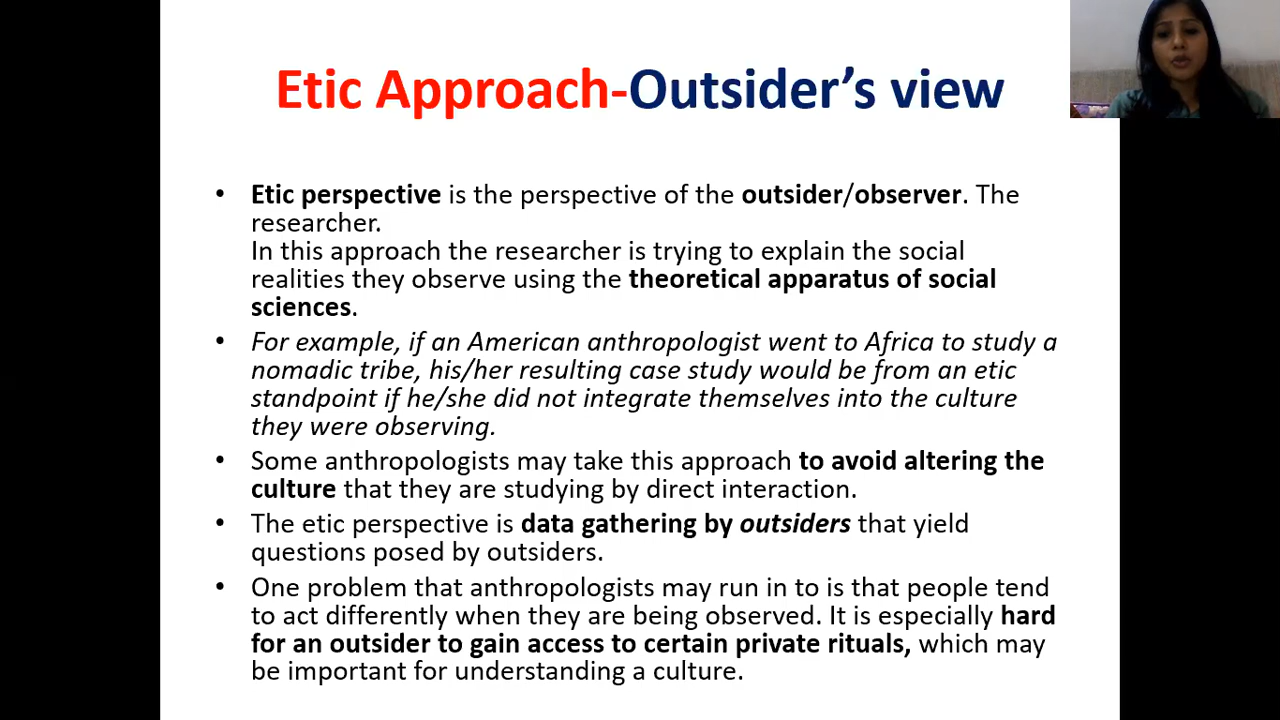 Etic Approach-Outsider’s view
• Etic perspective is the perspective of the outsider/observer. The
researcher.
In this approach the researcher is trying to explain the social
realities they observe using the theoretical apparatus of social
sciences.
• For example, if an American anthropologist went to Africa to study a
nomadic tribe, his/her resulting case study would be from an etic
standpoint if he/she did not integrate themselves into the culture
they were observing.
• Some anthropologists may take this approach to avoid altering the
culture that they are studying by direct interaction.
• The etic perspective is data gathering by outsiders that yield
questions posed by outsiders.
• One problem that anthropologists may run in to is that people tend
to act differently when they are being observed. It is especially hard
for an outsider to gain access to certain private rituals, which may
be important for understanding a culture.